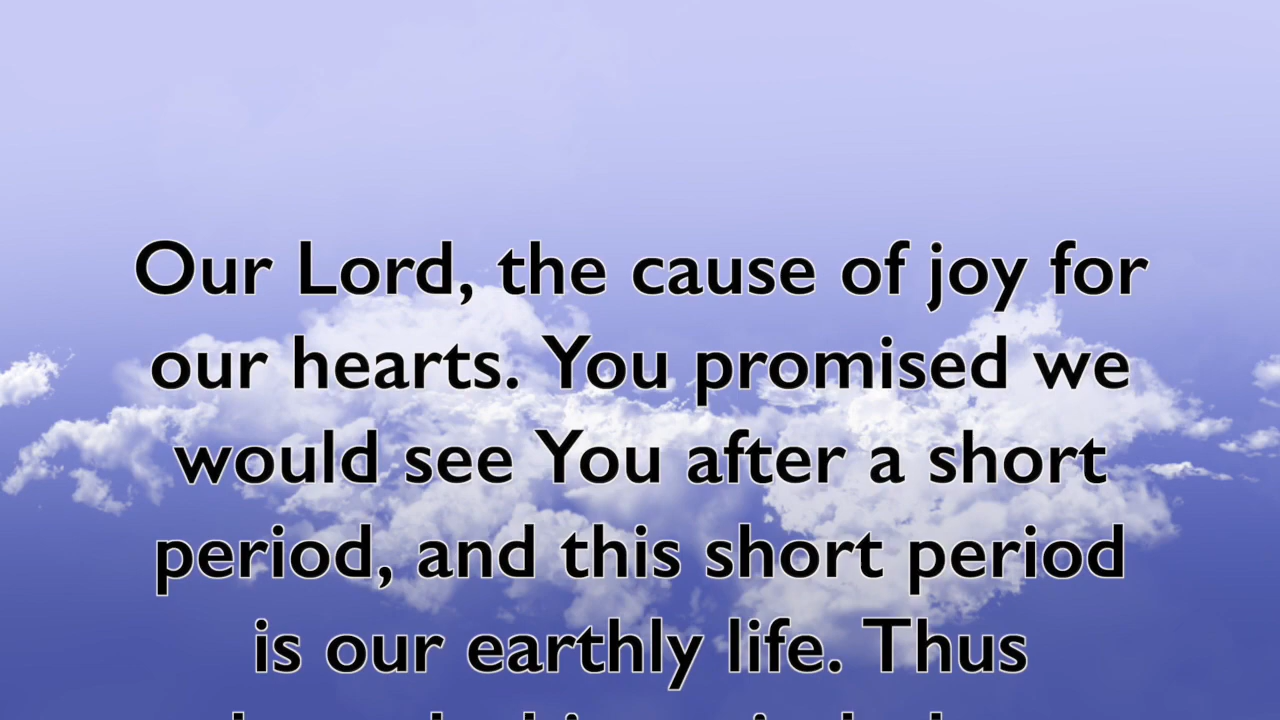 Our Lord, the cause of joy for
our hearts. You promised we
would see You after a short
period, and this short period
is our earthly life. Thus